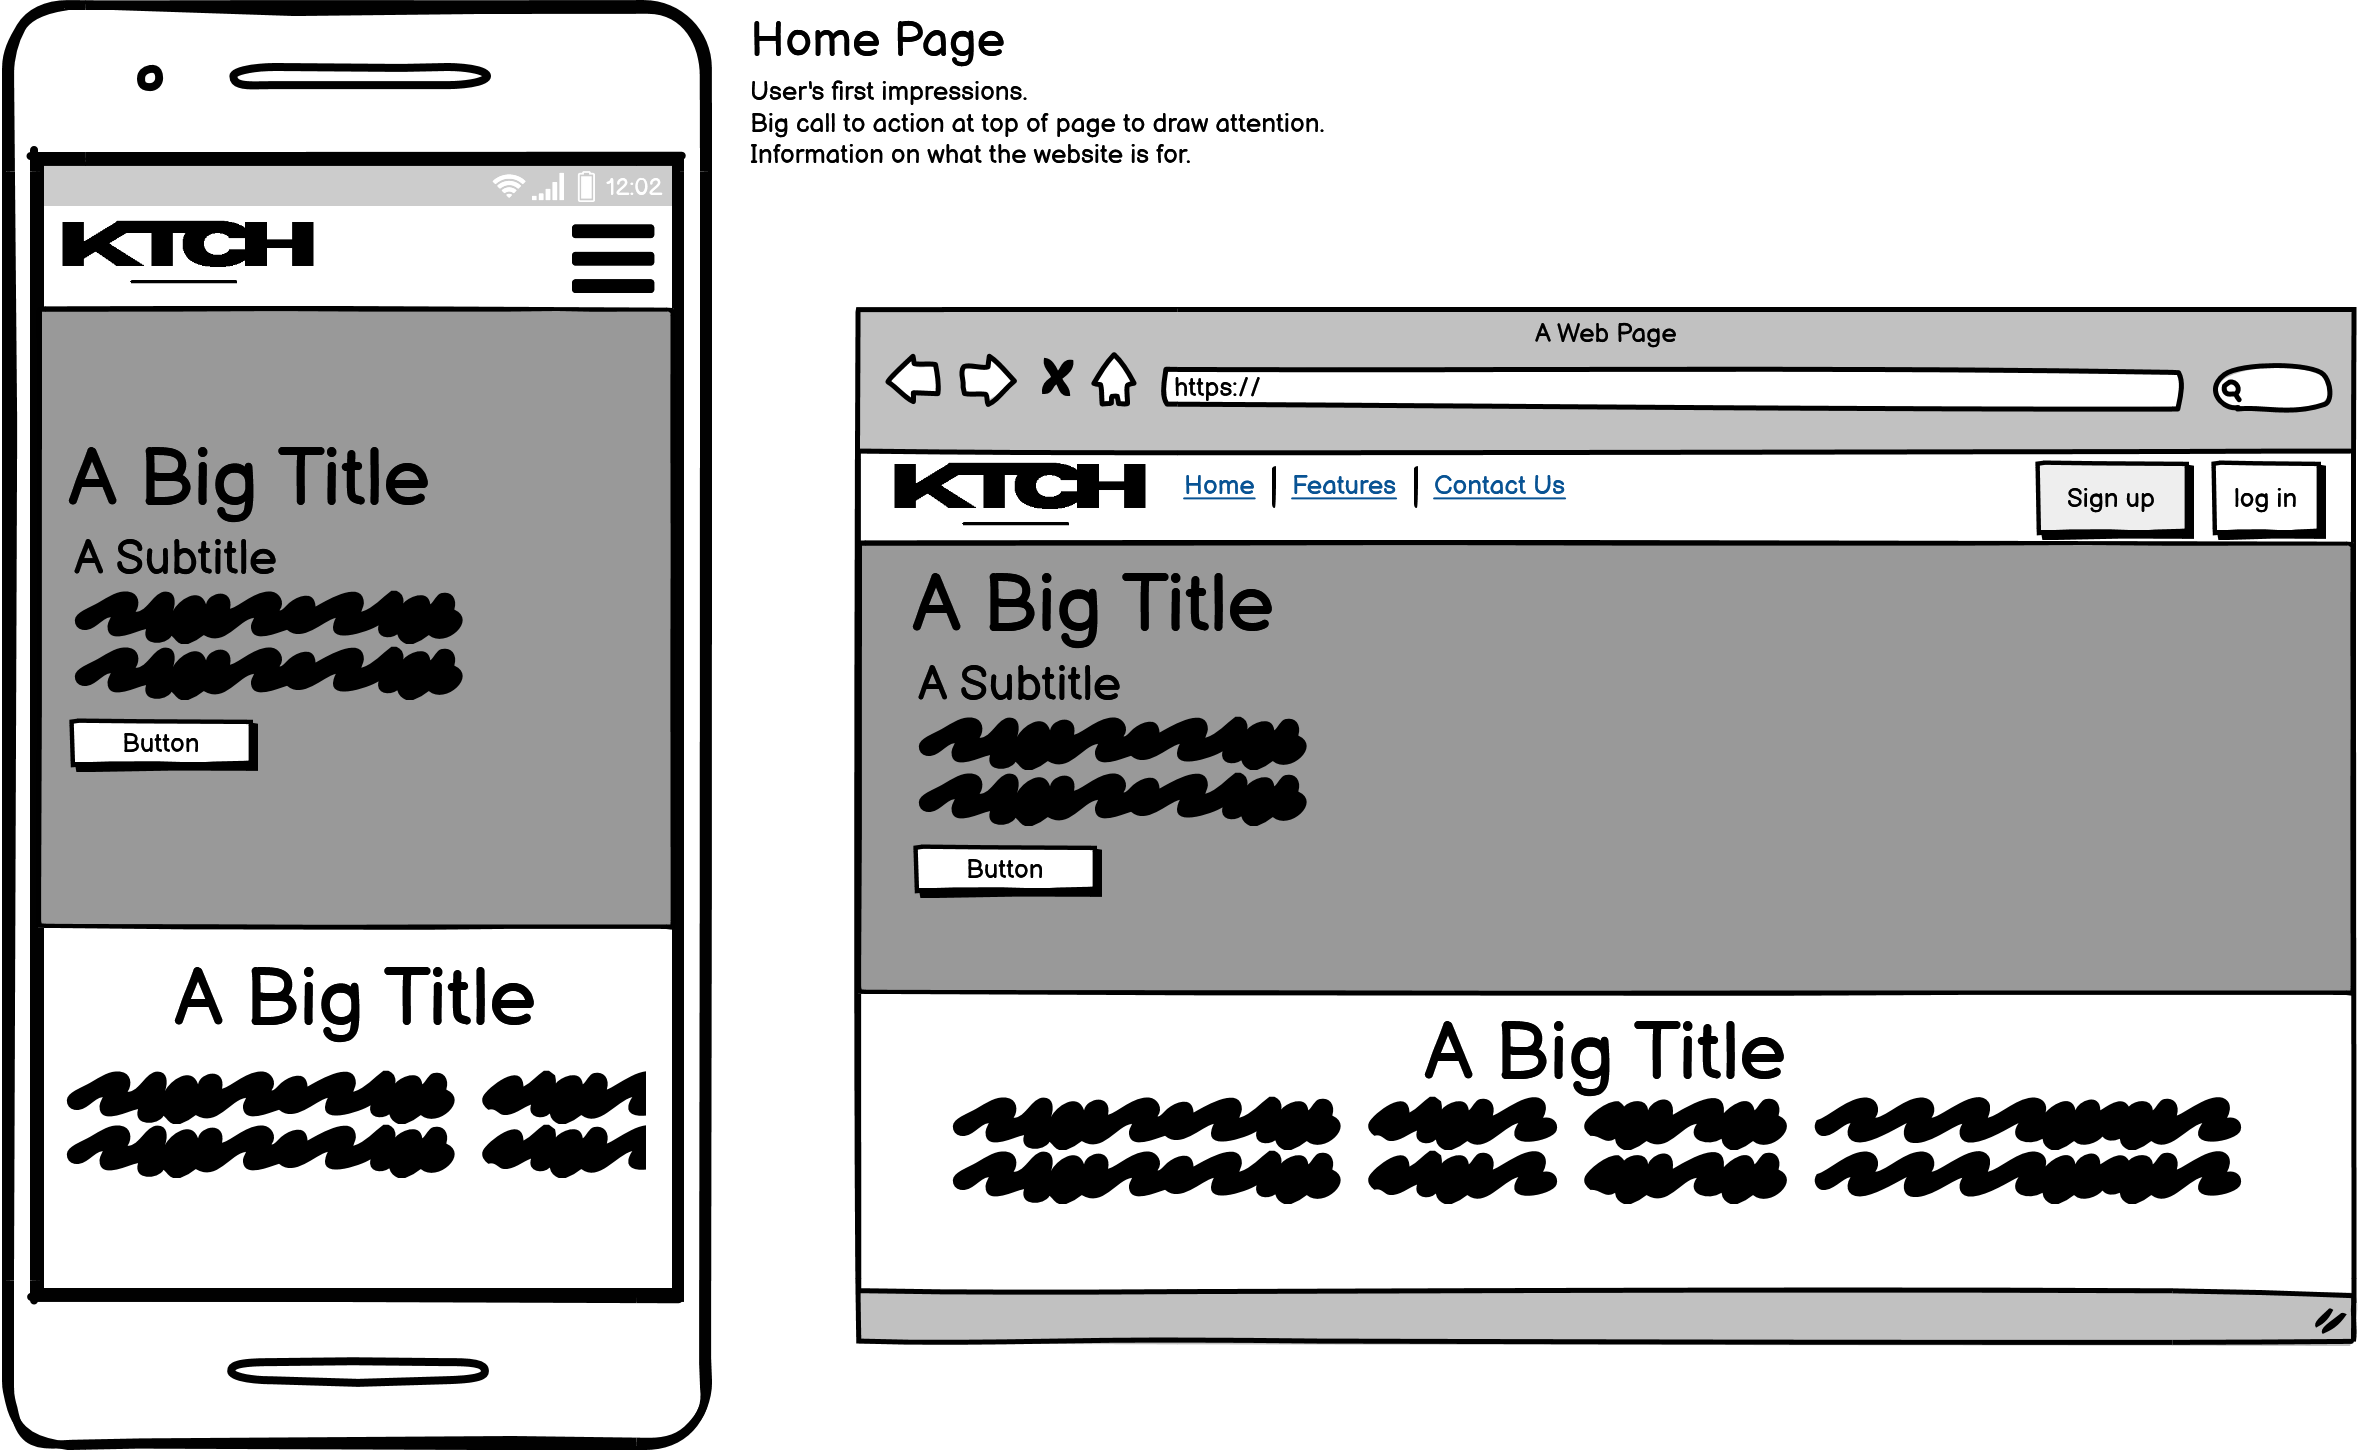 Home Page
User's first impressions.
Big call to action at top of page to draw attention.
Information on what the website is for.
12:02
KTCH
A Big Title
A Subtitle
Button
A Big Title
A Web Page
https://
KTCH
Home | Features | Contact Us
Sign up
log in
A Big Title
A Subtitle
Button
A Big Title